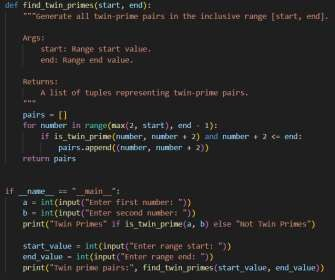 def find_twin_primes(start, end):
    """Generate all twin-prime pairs in the inclusive range [start, end].

    Args:
        start: Range start value.
        end: Range end value.

    Returns:
        A list of tuples representing twin-prime pairs.
    """
    pairs = []
    for number in range(max(2, start), end - 1):
        if is_twin_prime(number, number + 2) and number + 2 <= end:
            pairs.append((number, number + 2))
    return pairs


if __name__ == "__main__":
    a = int(input("Enter first number: "))
    b = int(input("Enter second number: "))
    print("Twin Primes" if is_twin_prime(a, b) else "Not Twin Primes")

    start_value = int(input("Enter range start: "))
    end_value = int(input("Enter range end: "))
    print("Twin prime pairs:", find_twin_primes(start_value, end_value))